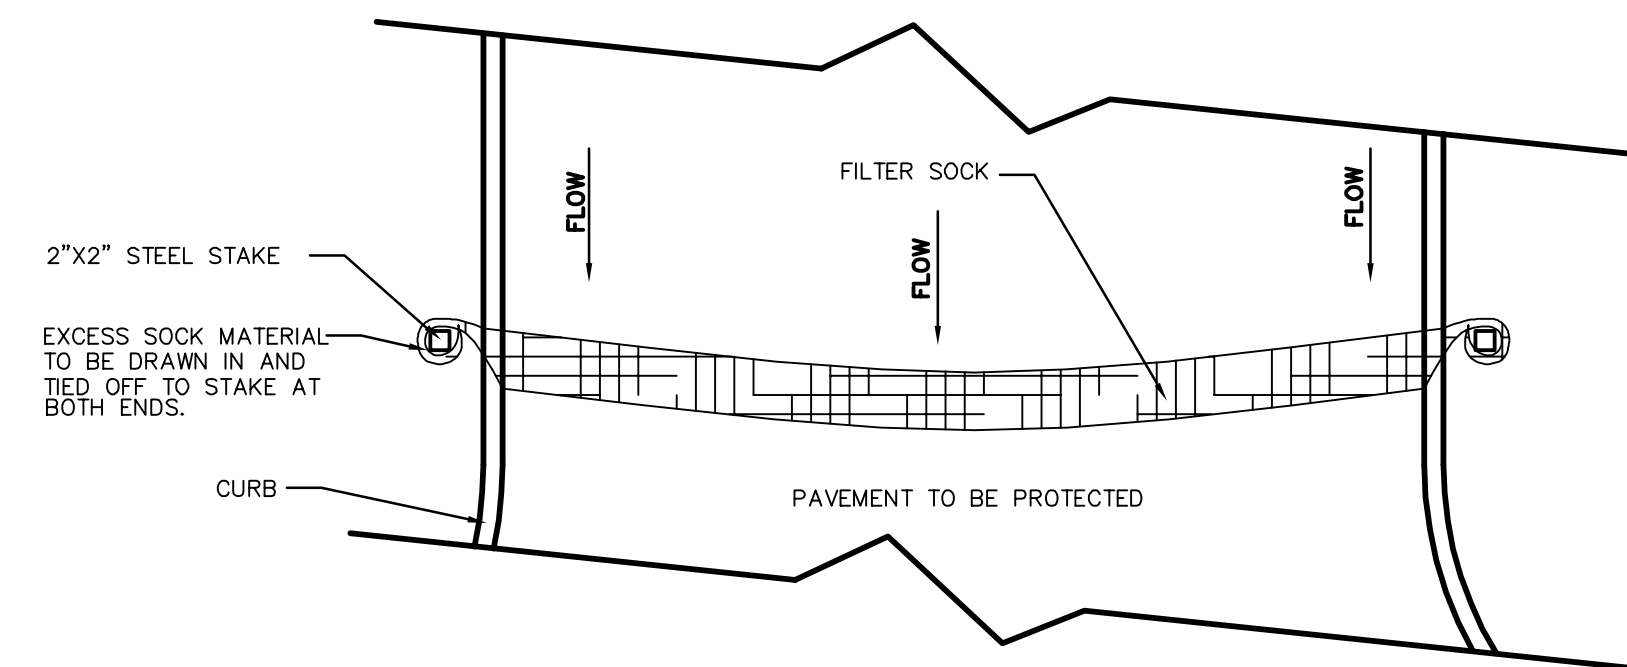 FILTER SOCK
FLOW
FLOW
FLOW
2”X2” STEEL STAKE
EXCESS SOCK MATERIAL
TO BE DRAWN IN AND
TIED OFF TO STAKE AT
BOTH ENDS.
CURB
PAVEMENT TO BE PROTECTED